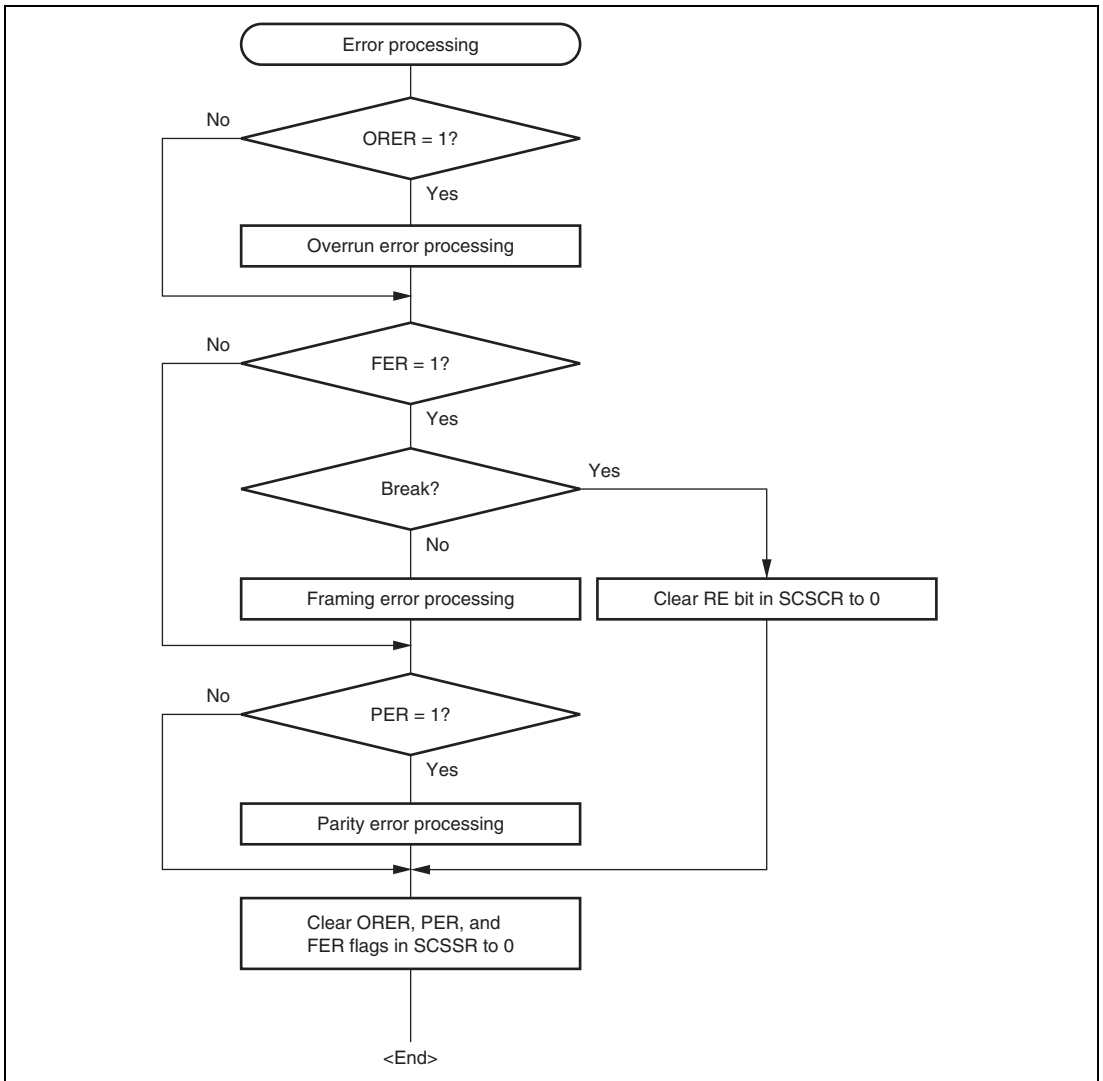 Error processing
No
ORER = 1?
Yes
Overrun error processing
No
FER = 1?
Yes
Break?
Yes
No
Framing error processing
Clear RE bit in SCSCR to 0
No
PER = 1?
Yes
Parity error processing
Clear ORER, PER, and
FER flags in SCSSR to 0
<End>